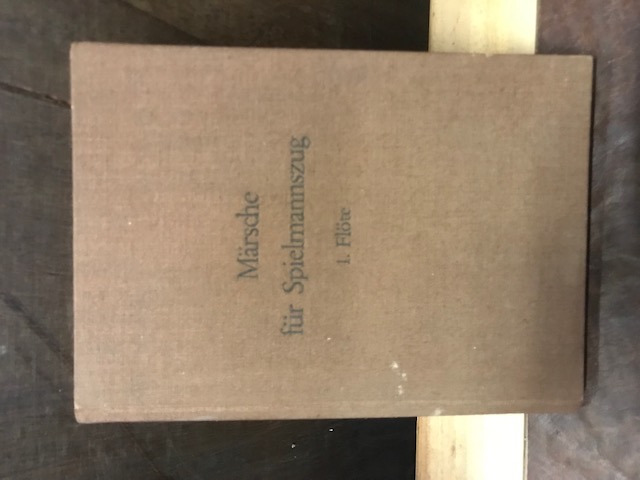 Märsche
für Spielmannszug
1. Flöte